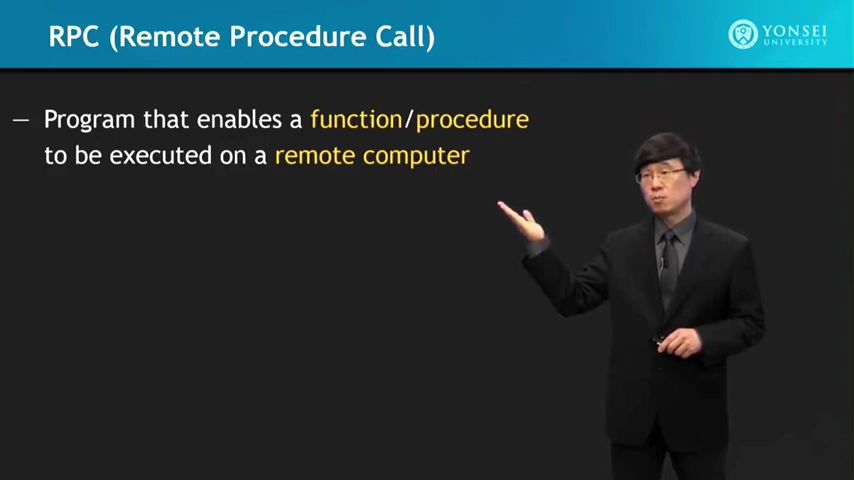 RPC (Remote Procedure Call)
YONSEI
UNIVERSITY
— Program that enables a function/procedure
to be executed on a remote computer